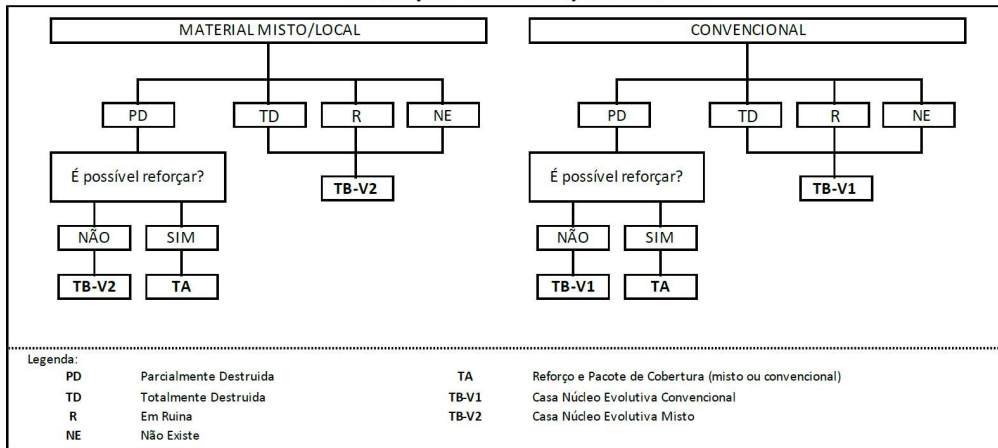 MATERIAL MISTO/LOCAL
PD TD R NE
É possível reforçar?
TB-V2
NÃO SIM
TB-V2 TA
CONVENCIONAL
PD TD R NE
É possível reforçar?
TB-V1
NÃO SIM
TB-V1 TA
Legenda:
PD Parcialmente Destruida
TD Totalmente Destruida
R Em Ruina
NE Não Existe
TA Reforço e Pacote de Cobertura (misto ou convencional)
TB-V1 Casa Núcleo Evolutiva Convencional
TB-V2 Casa Núcleo Evolutiva Misto